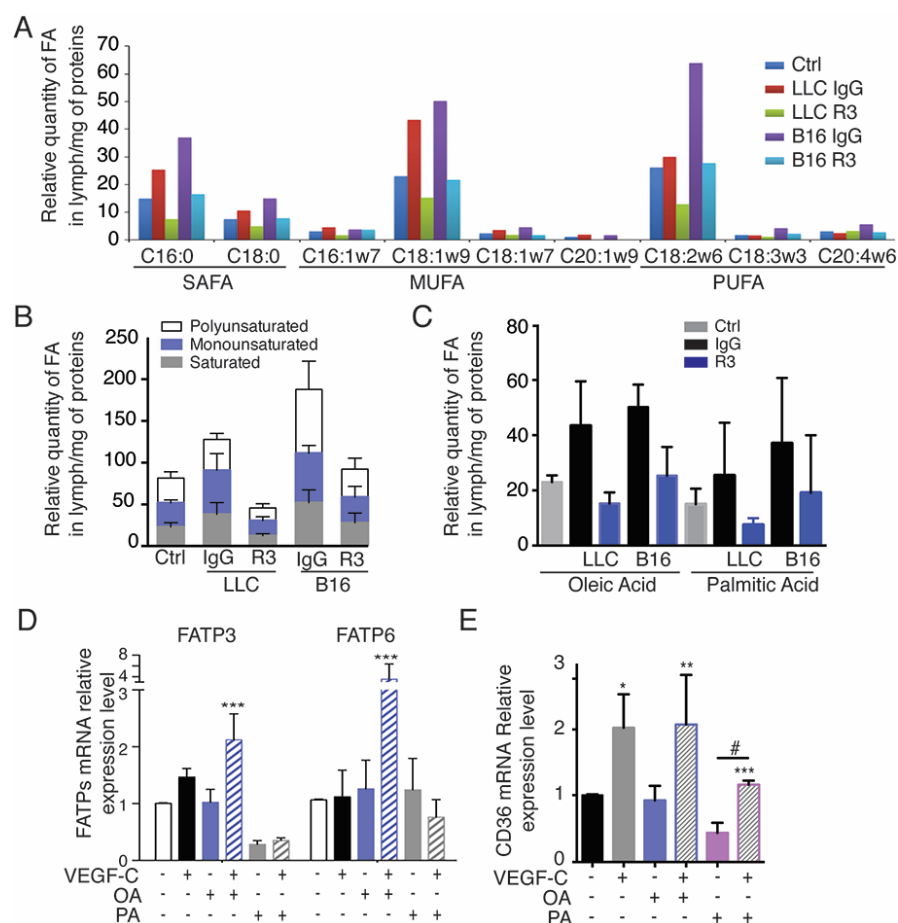 A
Relative quantity of FA
in lymph/mg of proteins
70
60
50
40
30
20
10
0
Ctrl
LLC IgG
LLC R3
B16 IgG
B16 R3
C16:0 C18:0 C16:1w7 C18:1w9 C18:1w7 C20:1w9 C18:2w6 C18:3w3 C20:4w6
SAFA MUFA PUFA
B
Relative quantity of FA
in lymph/mg of proteins
Polyunsaturated
Monounsaturated
Saturated
250
200
150
100
50
0
Ctrl IgG R3 IgG R3
LLC B16
C
Relative quantity of FA
in lymph/mg of proteins
80
60
40
20
0
Ctrl
IgG
R3
LLC B16 LLC B16
Oleic Acid Palmitic Acid
D
FATP3 FATP6
FATPs mRNA relative
expression level
8
6
4
3
2
1
0
*** ***
VEGF-C - + - + - + - + - + - +
OA - - + + - - - - + + - -
PA - - - - + + - - - - + +
E
CD36 mRNA Relative
expression level
3
2
1
0
* ** # ***
VEGF-C - + - + - +
OA - - + + - -
PA - - - - + +